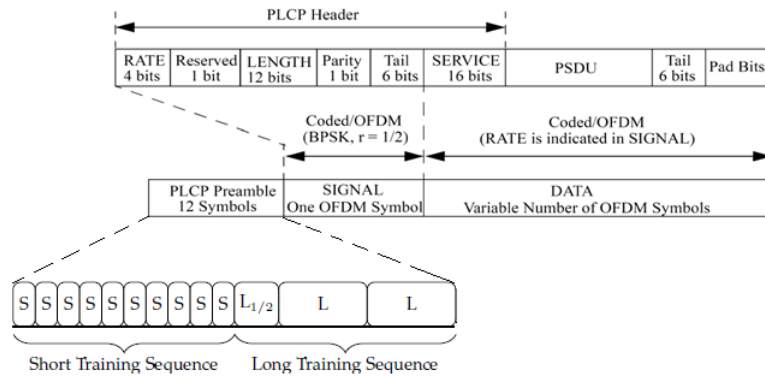 PLCP Header
RATE Reserved LENGTH Parity Tail SERVICE PSDU Tail Pad Bits
4 bits 1 bit 12 bits 1 bit 6 bits 16 bits 6 bits
Coded/OFDM Coded/OFDM
(BPSK, r = 1/2) (RATE is indicated in SIGNAL)
PLCP Preamble SIGNAL DATA
12 Symbols One OFDM Symbol Variable Number of OFDM Symbols
S S S S S S S S S S L1/2 L L
Short Training Sequence Long Training Sequence